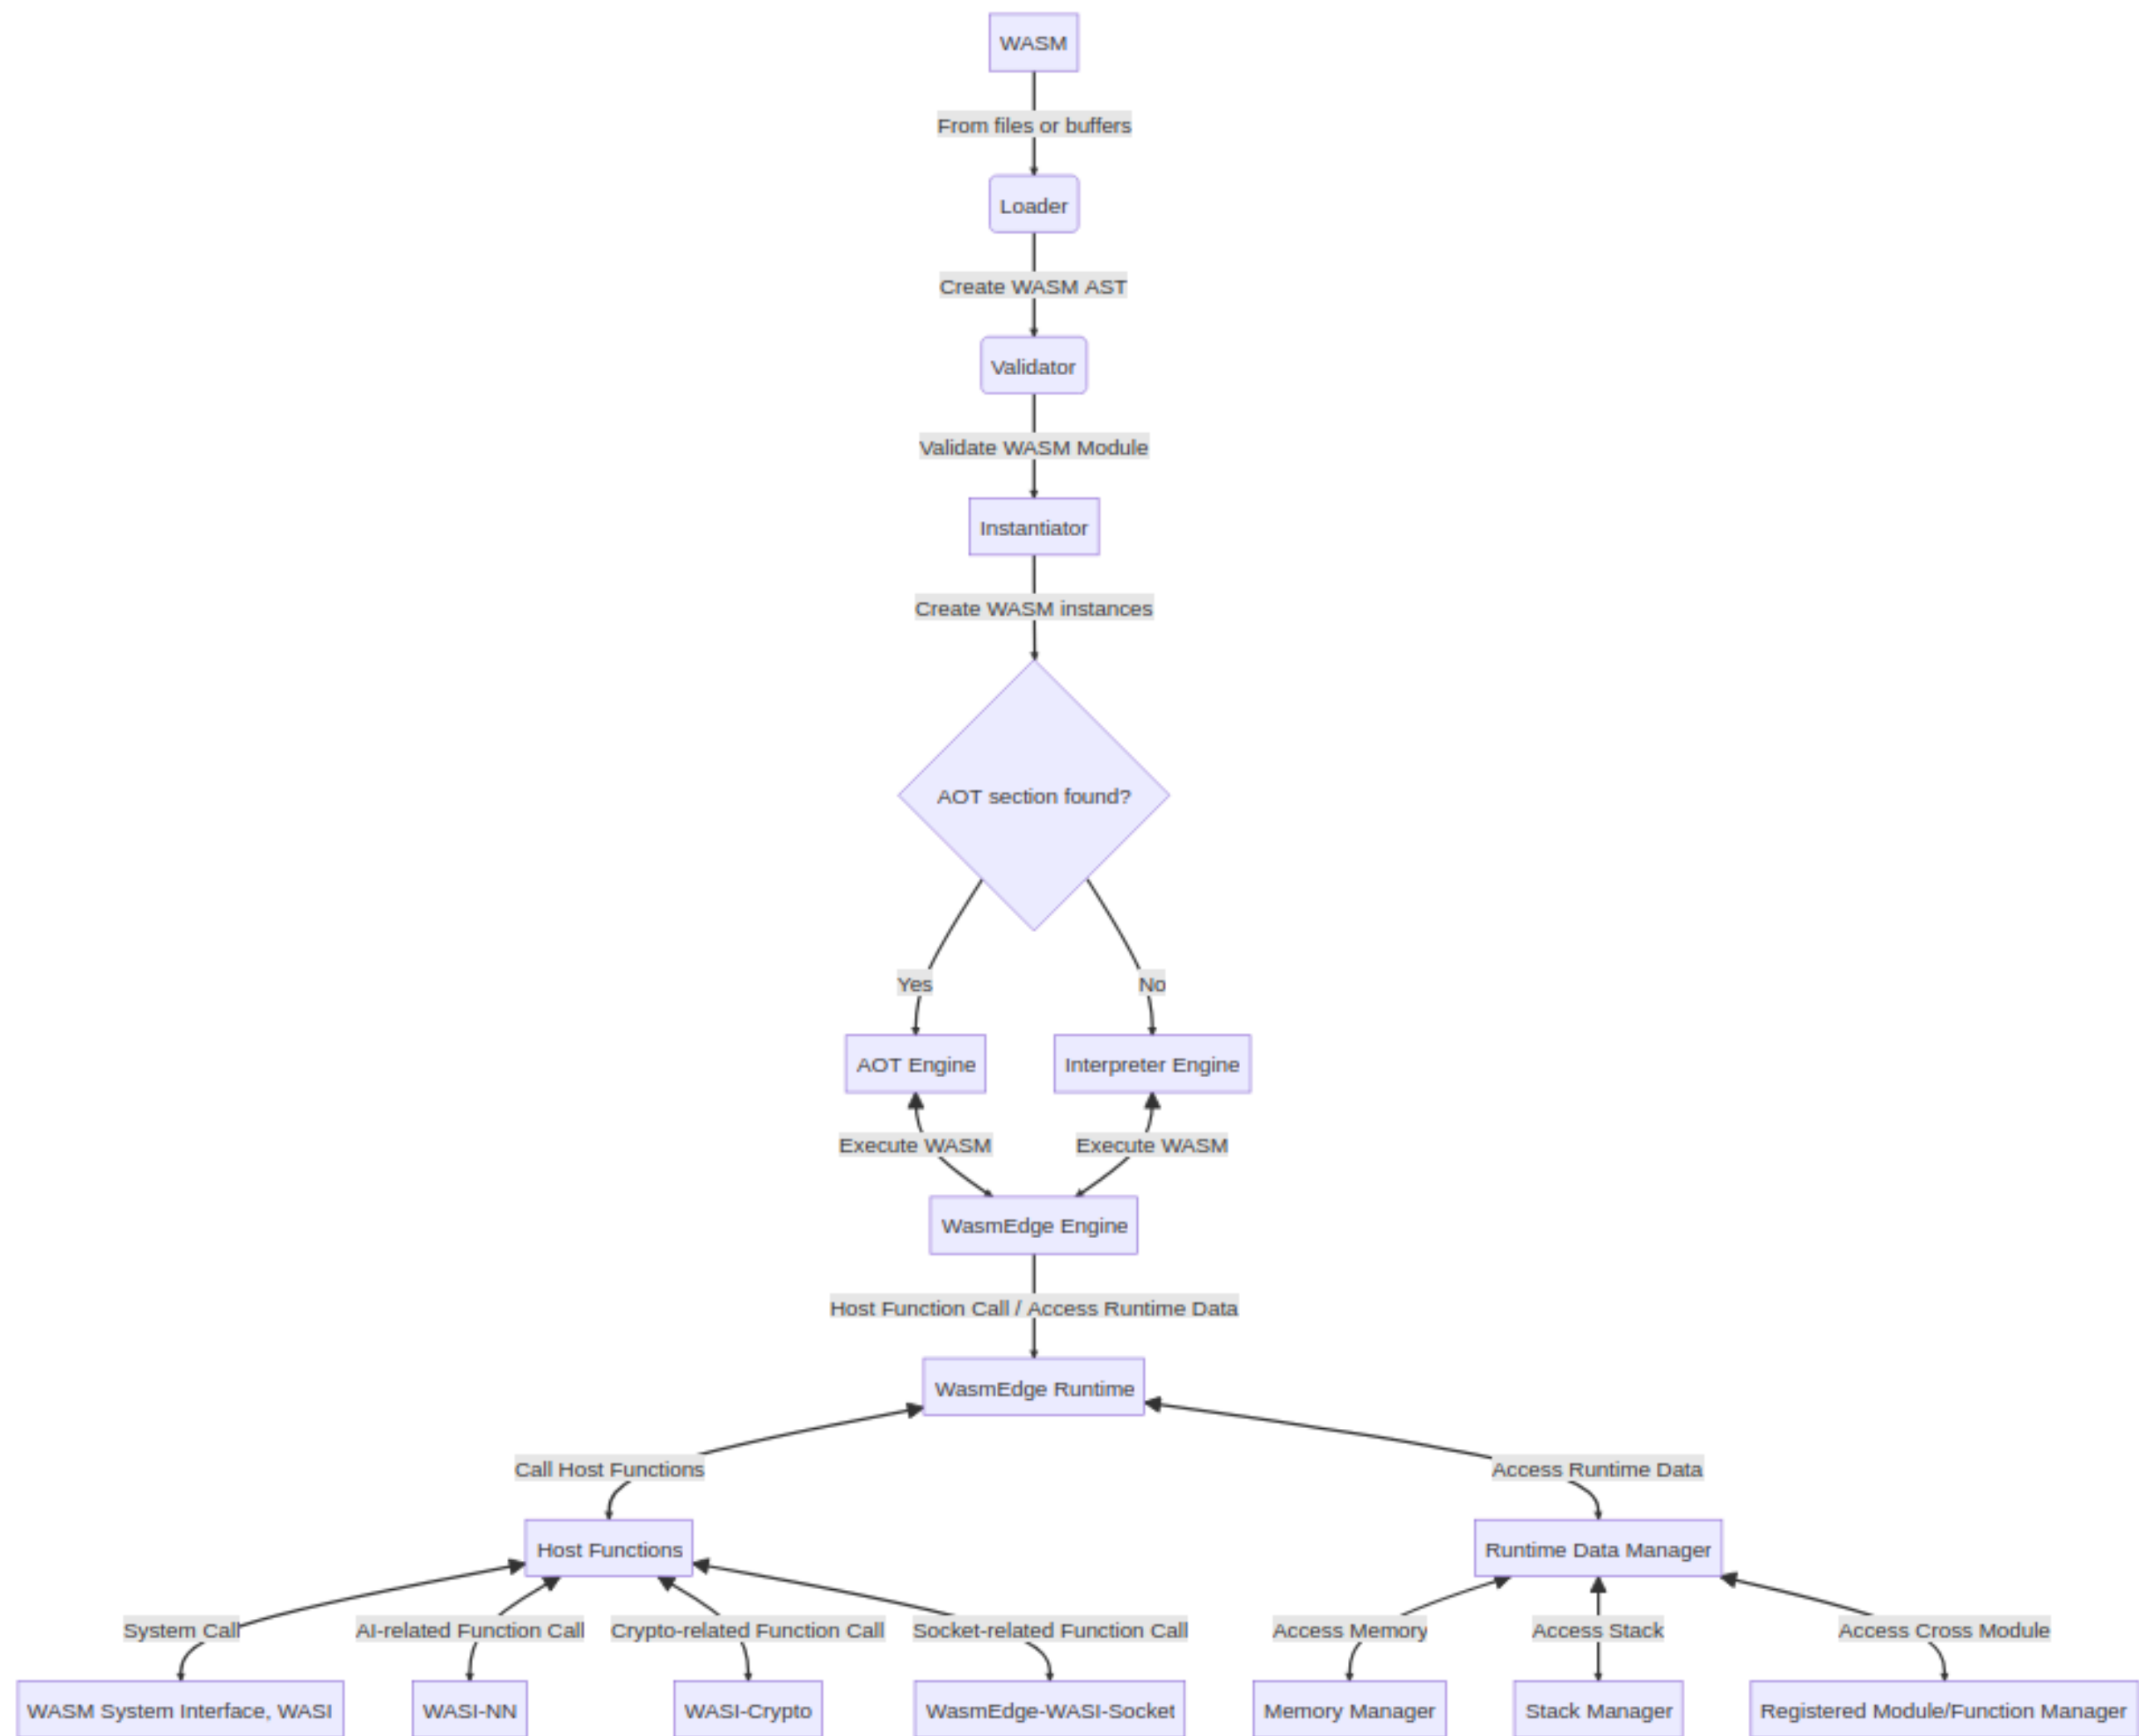 WASM
From files or buffers
Loader
Create WASM AST
Validator
Validate WASM Module
Instantiator
Create WASM instances
AOT section found?
Yes
No
AOT Engine
Interpreter Engine
Execute WASM
Execute WASM
WasmEdge Engine
Host Function Call / Access Runtime Data
WasmEdge Runtime
Call Host Functions
Access Runtime Data
Host Functions
Runtime Data Manager
System Call
AI-related Function Call
Crypto-related Function Call
Socket-related Function Call
Access Memory
Access Stack
Access Cross Module
WASM System Interface, WASI
WASI-NN
WASI-Crypto
WasmEdge-WASI-Socket
Memory Manager
Stack Manager
Registered Module/Function Manager